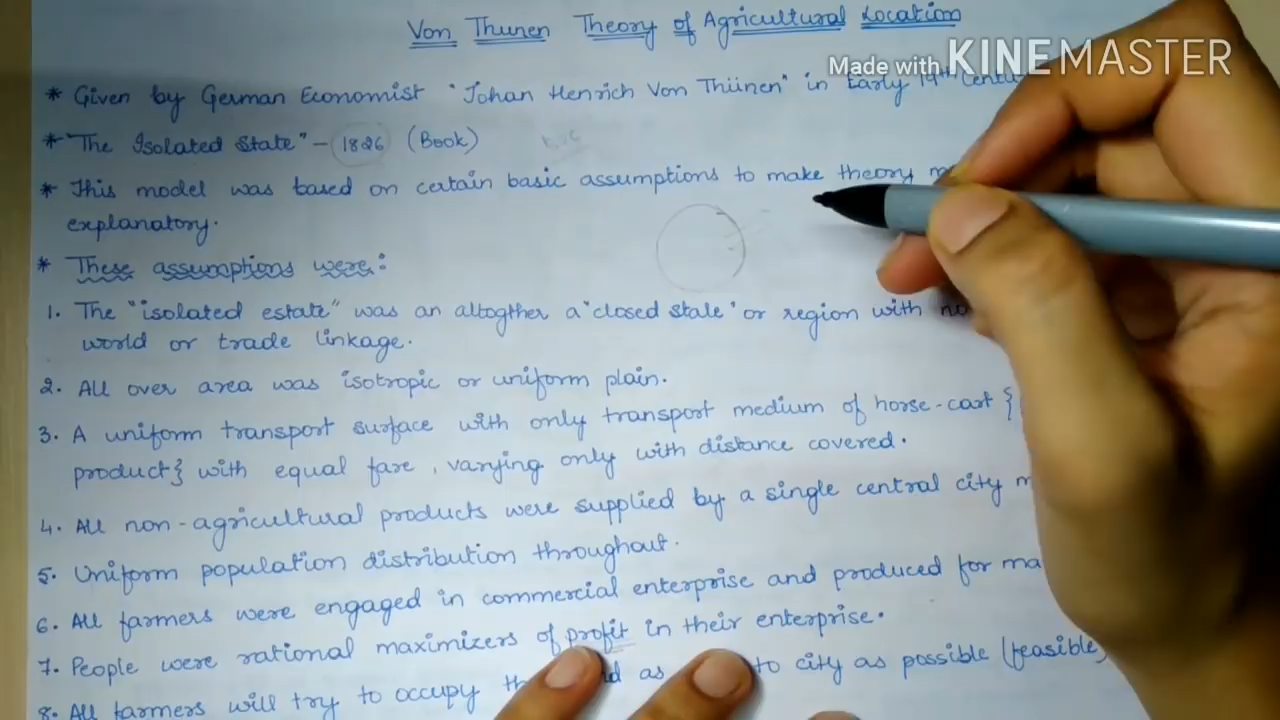 Von Thunen Theory of Agricultural Location
Made with KINEMASTER
* Given by German Economist "Johan Henrich Von Thünen" in Early 19th Centu
* "The Isolated State" - 1826 (Book)
* This model was based on certain basic assumptions to make theory
explanatory.
* These assumptions were:
1. The "isolated estate" was an altogther a "closed state" or region with no
world or trade linkage.
2. All over area was isotropic or uniform plain.
3. A uniform transport surface with only transport medium of horse-cart {
product} with equal fare, varying only with distance covered.
4. All non-agricultural products were supplied by a single central city
5. Uniform population distribution throughout.
6. All farmers were engaged in commercial enterprise and produced for ma
7. People were rational maximizers of profit in their enterprise.
8. All farmers will try to occupy as to city as possible (feasible)